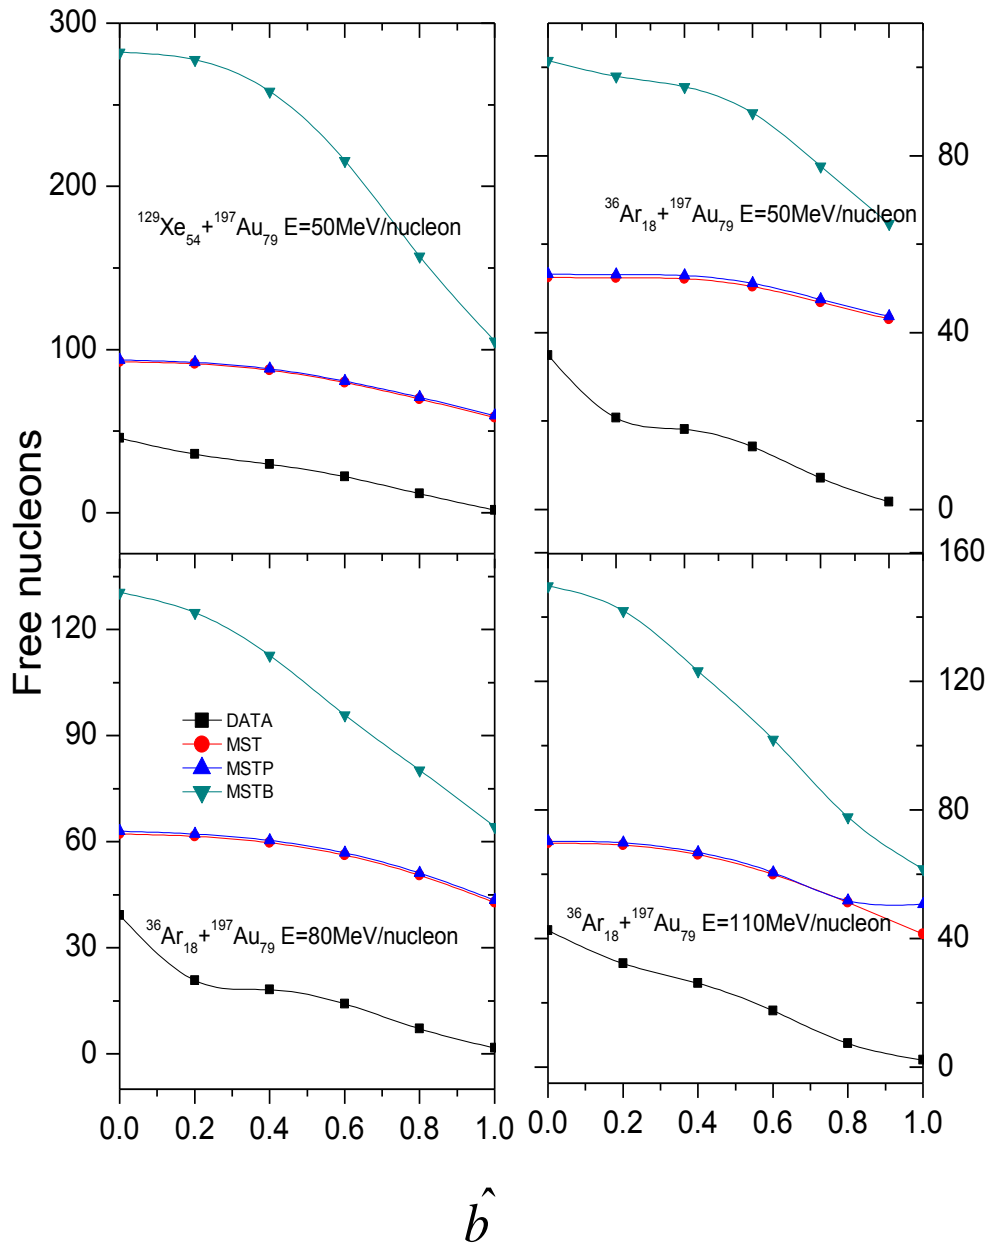 Free nucleons
300
200
100
0
¹²⁹Xe₅₄+¹⁹⁷Au₇₉ E=50MeV/nucleon
80
40
0
³⁶Ar₁₈+¹⁹⁷Au₇₉ E=50MeV/nucleon
120
90
60
30
0
DATA
MST
MSTP
MSTB
³⁶Ar₁₈+¹⁹⁷Au₇₉ E=80MeV/nucleon
160
120
80
40
0
³⁶Ar₁₈+¹⁹⁷Au₇₉ E=110MeV/nucleon
0.0 0.2 0.4 0.6 0.8 1.0
0.0 0.2 0.4 0.6 0.8 1.0
b̂